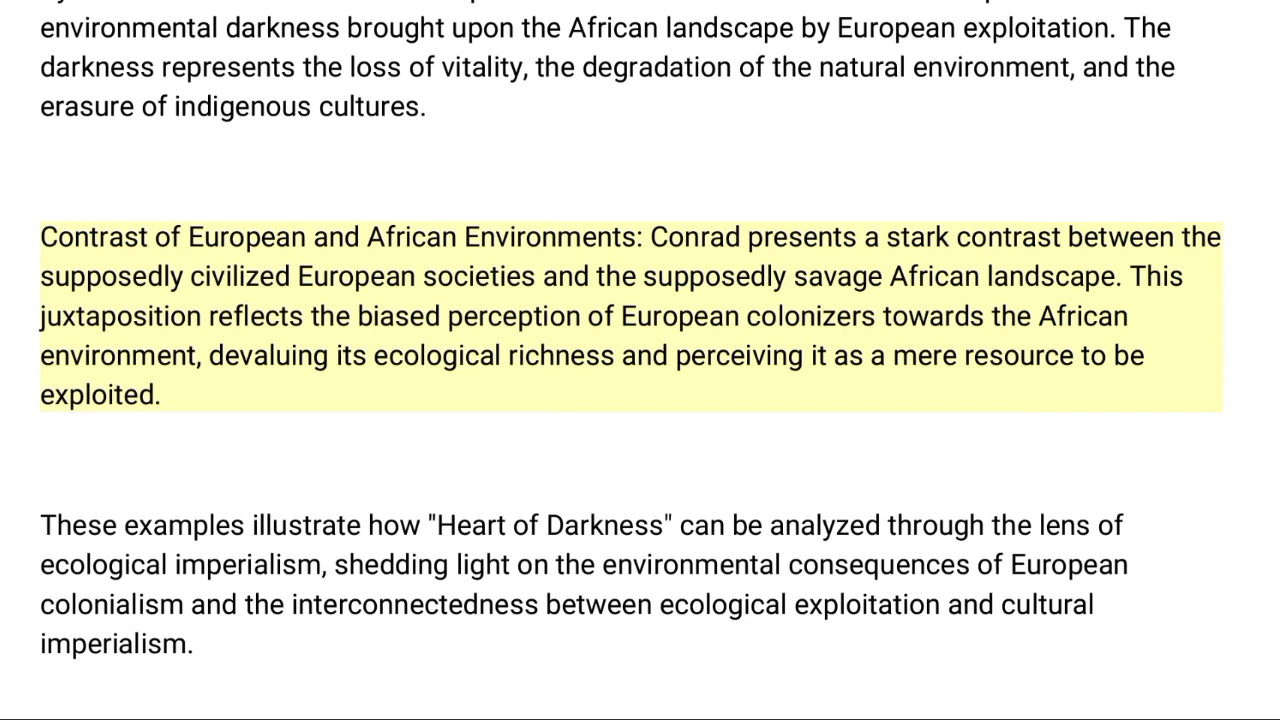 environmental darkness brought upon the African landscape by European exploitation. The
darkness represents the loss of vitality, the degradation of the natural environment, and the
erasure of indigenous cultures.
Contrast of European and African Environments: Conrad presents a stark contrast between the
supposedly civilized European societies and the supposedly savage African landscape. This
juxtaposition reflects the biased perception of European colonizers towards the African
environment, devaluing its ecological richness and perceiving it as a mere resource to be
exploited.
These examples illustrate how "Heart of Darkness" can be analyzed through the lens of
ecological imperialism, shedding light on the environmental consequences of European
colonialism and the interconnectedness between ecological exploitation and cultural
imperialism.